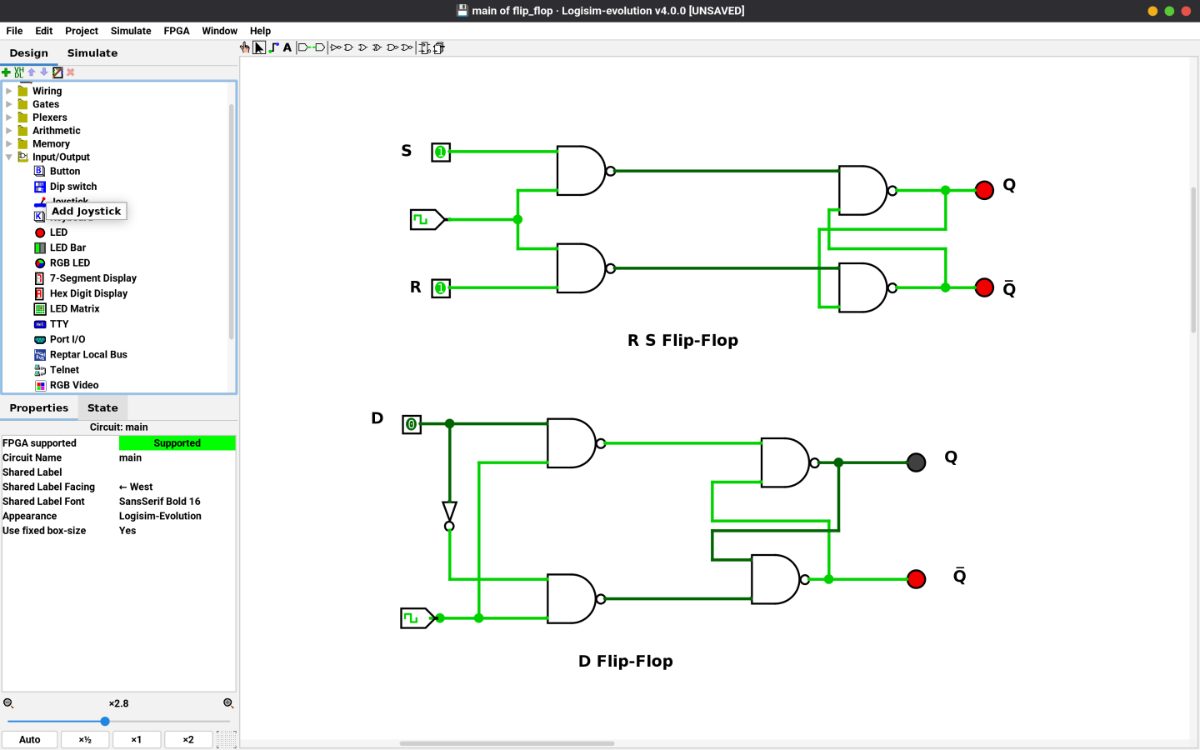 main of flip_flop · Logisim-evolution v4.0.0 [UNSAVED]
File Edit Project Simulate FPGA Window Help
Design Simulate
Wiring
Gates
Plexers
Arithmetic
Memory
Input/Output
Button
Dip switch
Joystick
Add Joystick
LED
LED Bar
RGB LED
7-Segment Display
Hex Digit Display
LED Matrix
TTY
Port I/O
Reptar Local Bus
Telnet
RGB Video
Properties State
Circuit: main
FPGA supported Supported
Circuit Name main
Shared Label
Shared Label Facing ← West
Shared Label Font SansSerif Bold 16
Appearance Logisim-Evolution
Use fixed box-size Yes
×2.8
Auto ×½ ×1 ×2
S 1
Q
R 1
Q̅
R S Flip-Flop
D 0
Q
Q̅
D Flip-Flop